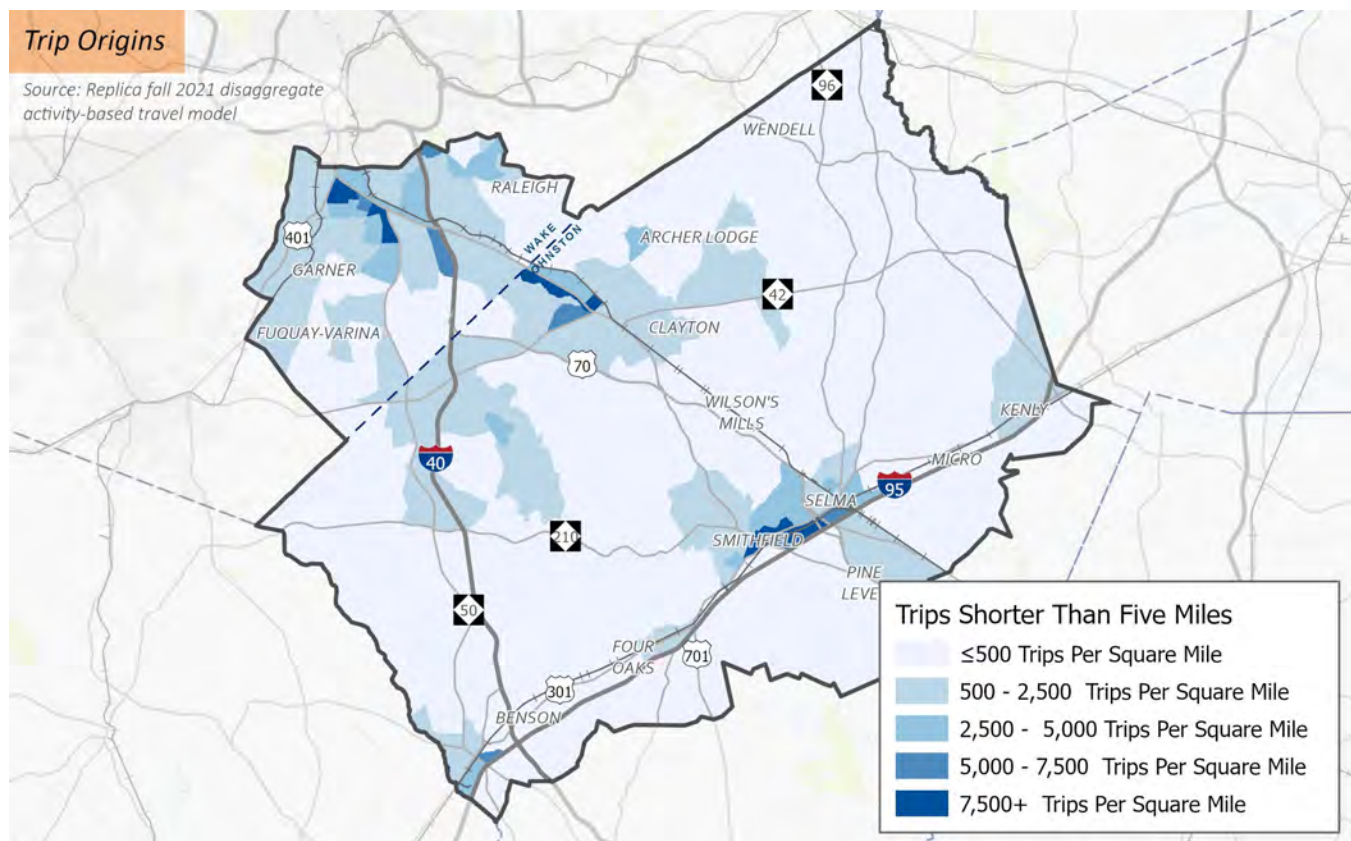 Trip Origins
Source: Replica fall 2021 disaggregate
activity-based travel model
96
WENDELL
RALEIGH
401
WAKE
JOHNSTON
ARCHER LODGE
GARNER
42
FUQUAY-VARINA
CLAYTON
70
WILSON'S
MILLS
KENLY
40
MICRO
95
SELMA
210
SMITHFIELD
PINE
LEVE
50
FOUR
OAKS
701
301
BENSON
Trips Shorter Than Five Miles
≤500 Trips Per Square Mile
500 - 2,500 Trips Per Square Mile
2,500 - 5,000 Trips Per Square Mile
5,000 - 7,500 Trips Per Square Mile
7,500+ Trips Per Square Mile